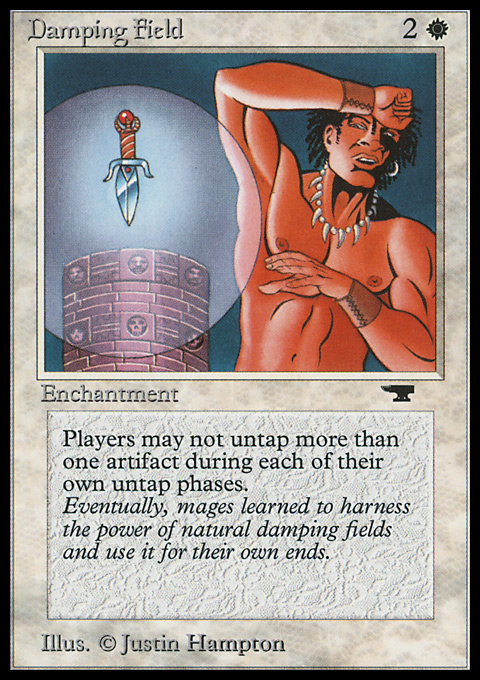 Damping Field 2
Enchantment
Players may not untap more than
one artifact during each of their
own untap phases.
Eventually, mages learned to harness
the power of natural damping fields
and use it for their own ends.
Illus. © Justin Hampton